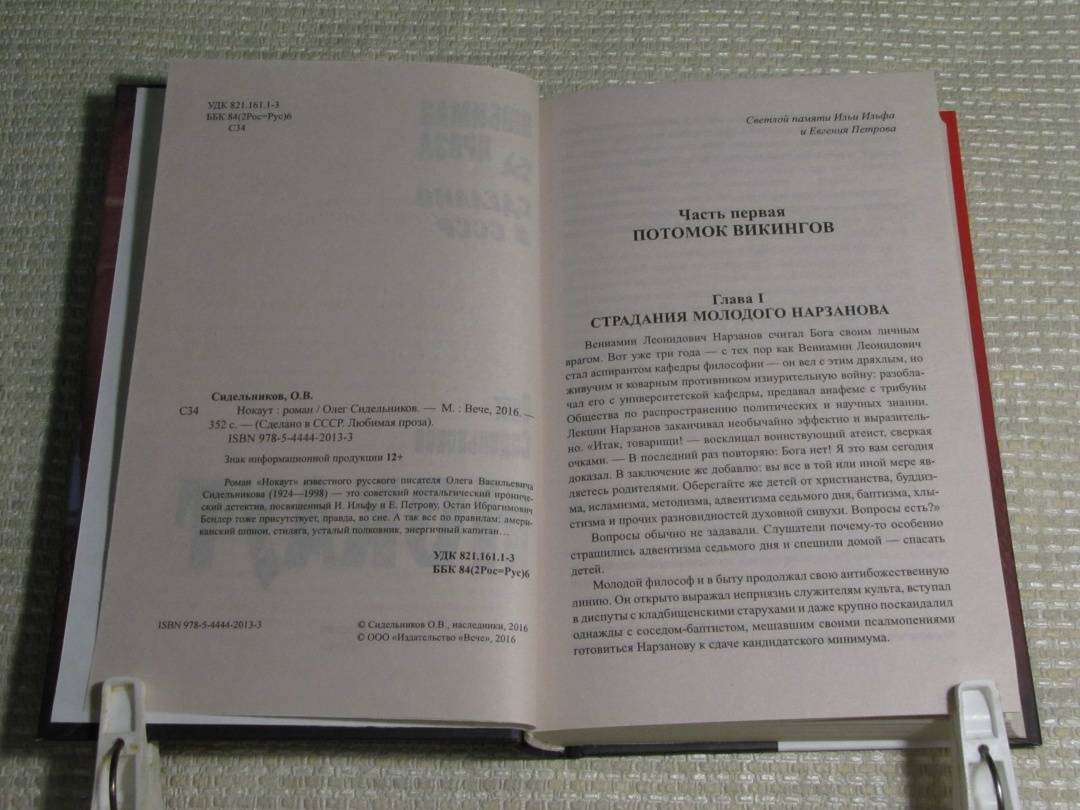 УДК 821.161.1-3
ББК 84(2Рос=Рус)6
С34
Сидельников, О.В.
С34 Нокаут : роман / Олег Сидельников. — М. : Вече, 2016. —
352 с. — (Сделано в СССР. Любимая проза).
ISBN 978-5-4444-2013-3
Знак информационной продукции 12+
Роман «Нокаут» известного русского писателя Олега Васильевича
Сидельникова (1924—1998) — это советский ностальгический ирониче-
ский детектив, посвященный И. Ильфу и Е. Петрову, Остап Ибрагимович
Бендер тоже присутствует, правда, во сне. А так все по правилам: амери-
канский шпион, стиляга, усталый полковник, энергичный капитан…
УДК 821.161.1-3
ББК 84(2Рос=Рус)6
ISBN 978-5-4444-2013-3
© Сидельников О.В., наследники, 2016
© ООО «Издательство «Вече», 2016
Светлой памяти Ильи Ильфа
и Евгения Петрова
Часть первая
ПОТОМОК ВИКИНГОВ
Глава I
СТРАДАНИЯ МОЛОДОГО НАРЗАНОВА
Вениамин Леонидович Нарзанов считал Бога своим личным
врагом. Вот уже три года — с тех пор как Вениамин Леонидович
стал аспирантом кафедры философии — он вел с этим дряхлым, но
живучим и коварным противником изнурительную войну: разобла-
чал его с университетской кафедры, предавал анафеме с трибуны
Общества по распространению политических и научных знаний.
Лекции Нарзанов заканчивал необычайно эффектно и выразитель-
но. «Итак, товарищи! — восклицал воинствующий атеист, сверкая
очками. — В последний раз повторяю: Бога нет! Я это вам сегодня
доказал. В заключение же добавлю: вы все в той или иной мере яв-
ляетесь родителями. Оберегайте же детей от христианства, буддиз-
ма, исламизма, методизма, адвентизма седьмого дня, баптизма, хлы-
стизма и прочих разновидностей духовной сивухи. Вопросы есть?»
Вопросы обычно не задавали. Слушатели почему-то особенно
страшились адвентизма седьмого дня и спешили домой — спасать
детей.
Молодой философ и в быту продолжал свою антибожественную
линию. Он открыто выражал неприязнь служителям культа, вступал
в диспуты с кладбищенскими старухами и даже крупно поскандалил
однажды с соседом-баптистом, мешавшим своими псалмопениями
готовиться Нарзанову к сдаче кандидатского минимума.